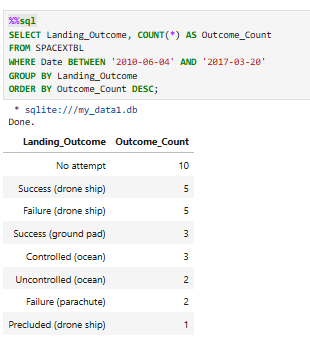 %%sql
SELECT Landing_Outcome, COUNT(*) AS Outcome_Count
FROM SPACEXTBL
WHERE Date BETWEEN '2010-06-04' AND '2017-03-20'
GROUP BY Landing_Outcome
ORDER BY Outcome_Count DESC;
* sqlite:///my_data1.db
Done.
Landing_Outcome Outcome_Count
No attempt 10
Success (drone ship) 5
Failure (drone ship) 5
Success (ground pad) 3
Controlled (ocean) 3
Uncontrolled (ocean) 2
Failure (parachute) 2
Precluded (drone ship) 1